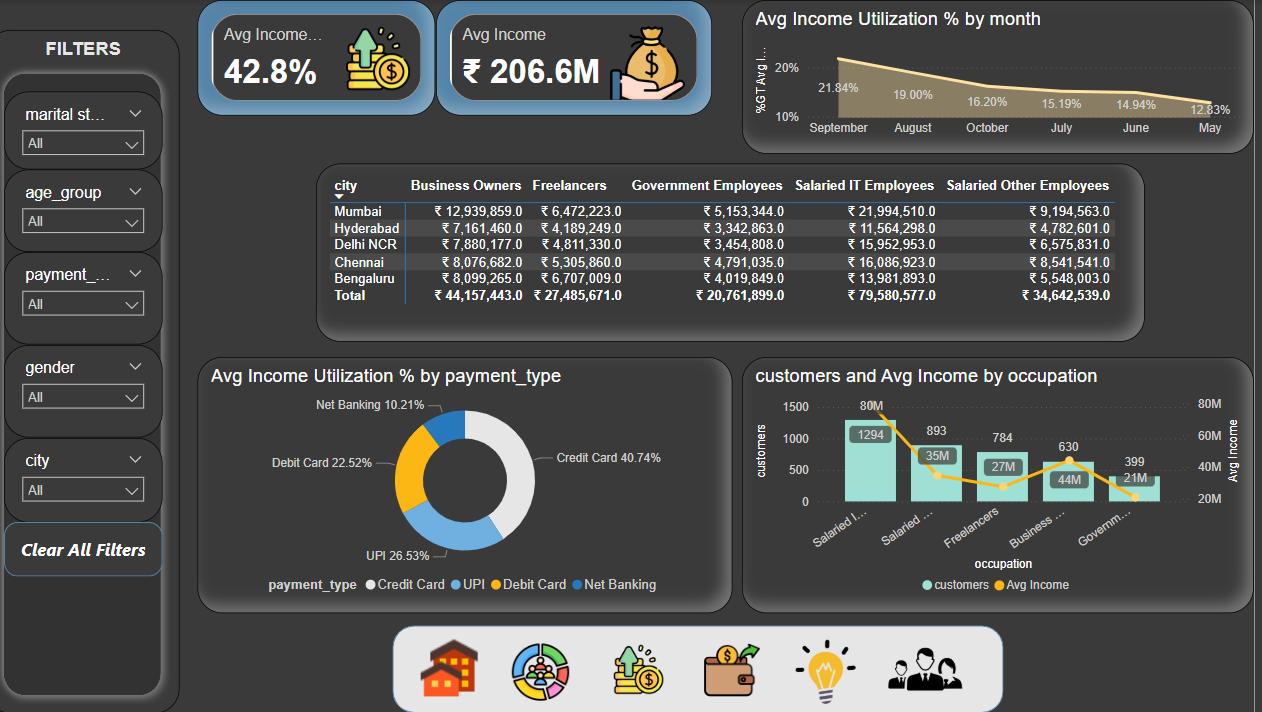 FILTERS
marital st...
All
age_group
All
payment_...
All
gender
All
city
All
Clear All Filters
Avg Income...
42.8%
Avg Income
₹ 206.6M
Avg Income Utilization % by month
%GT Avg I...
20%
10%
21.84%
19.00%
16.20%
15.19%
14.94%
12.83%
September August October July June May
city Business Owners Freelancers Government Employees Salaried IT Employees Salaried Other Employees
Mumbai ₹ 12,939,859.0 ₹ 6,472,223.0 ₹ 5,153,344.0 ₹ 21,994,510.0 ₹ 9,194,563.0
Hyderabad ₹ 7,161,460.0 ₹ 4,189,249.0 ₹ 3,342,863.0 ₹ 11,564,298.0 ₹ 4,782,601.0
Delhi NCR ₹ 7,880,177.0 ₹ 4,811,330.0 ₹ 3,454,808.0 ₹ 15,952,953.0 ₹ 6,575,831.0
Chennai ₹ 8,076,682.0 ₹ 5,305,860.0 ₹ 4,791,035.0 ₹ 16,086,923.0 ₹ 8,541,541.0
Bengaluru ₹ 8,099,265.0 ₹ 6,707,009.0 ₹ 4,019,849.0 ₹ 13,981,893.0 ₹ 5,548,003.0
Total ₹ 44,157,443.0 ₹ 27,485,671.0 ₹ 20,761,899.0 ₹ 79,580,577.0 ₹ 34,642,539.0
Avg Income Utilization % by payment_type
Net Banking 10.21%
Debit Card 22.52%
Credit Card 40.74%
UPI 26.53%
payment_type Credit Card UPI Debit Card Net Banking
customers and Avg Income by occupation
customers
1500
1000
500
0
80M
1294
893
35M
784
27M
630
44M
399
21M
80M
60M
40M
20M
Avg Income
Salaried I...
Salaried ...
Freelancers
Business ...
Governm...
occupation
customers Avg Income